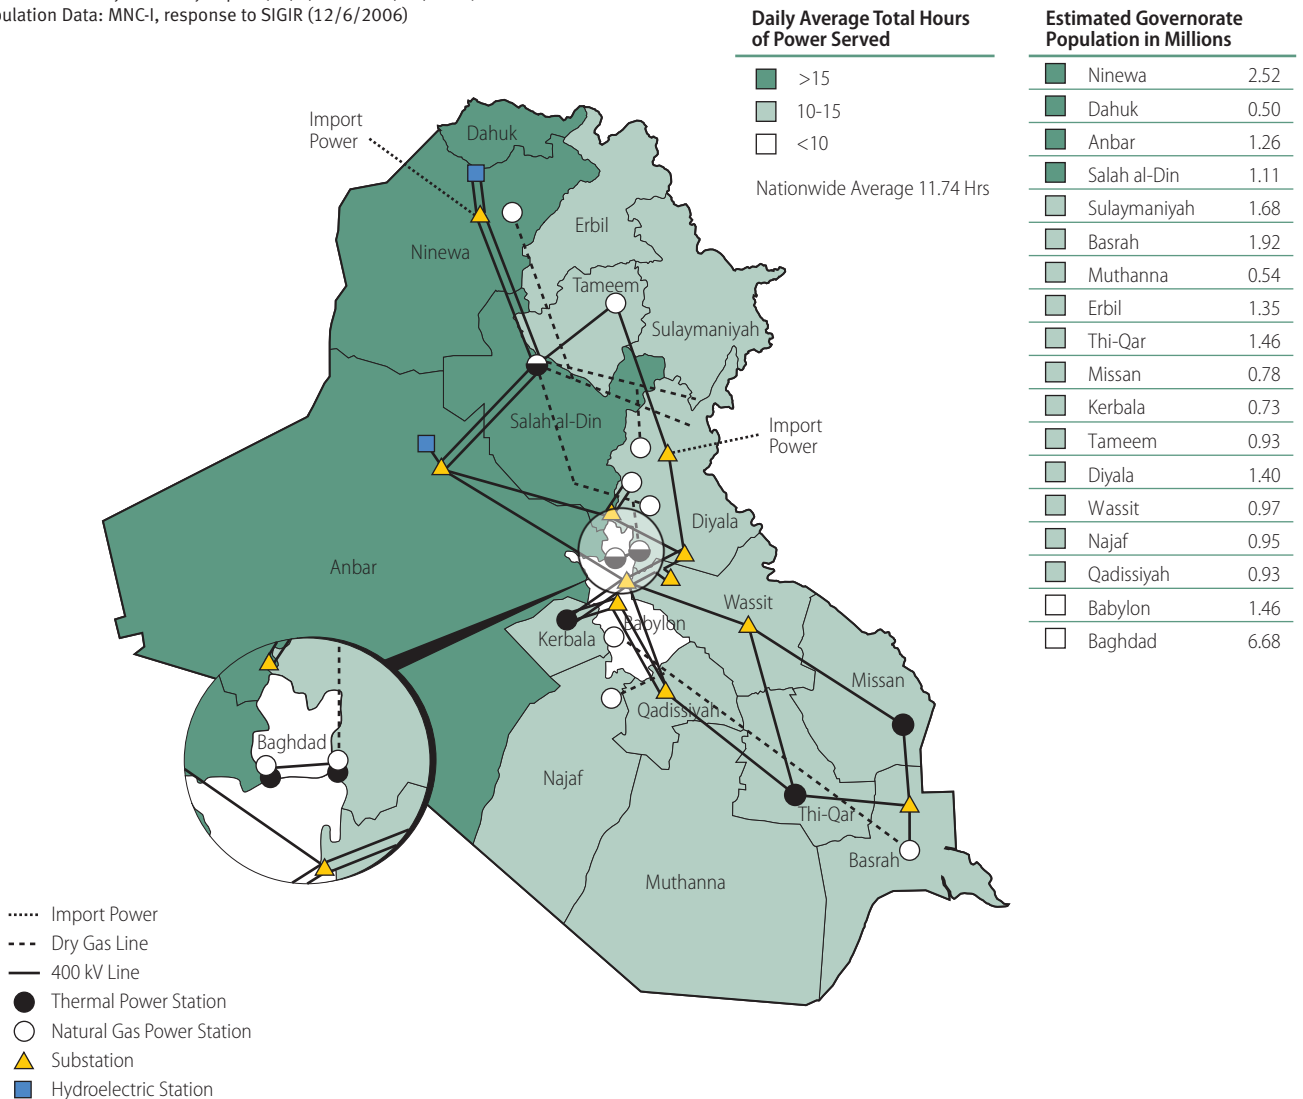 pulation Data: MNC-I, response to SIGIR (12/6/2006)
Daily Average Total Hours
of Power Served
>15
10-15
<10
Nationwide Average 11.74 Hrs
Estimated Governorate
Population in Millions
Ninewa 2.52
Dahuk 0.50
Anbar 1.26
Salah al-Din 1.11
Sulaymaniyah 1.68
Basrah 1.92
Muthanna 0.54
Erbil 1.35
Thi-Qar 1.46
Missan 0.78
Kerbala 0.73
Tameem 0.93
Diyala 1.40
Wassit 0.97
Najaf 0.95
Qadissiyah 0.93
Babylon 1.46
Baghdad 6.68
Import
Power
Dahuk
Erbil
Ninewa
Tameem
Sulaymaniyah
Salah al-Din
Import
Power
Diyala
Anbar
Wassit
Babylon
Kerbala
Missan
Qadissiyah
Baghdad
Najaf
Thi-Qar
Basrah
Muthanna
Import Power
Dry Gas Line
400 kV Line
Thermal Power Station
Natural Gas Power Station
Substation
Hydroelectric Station